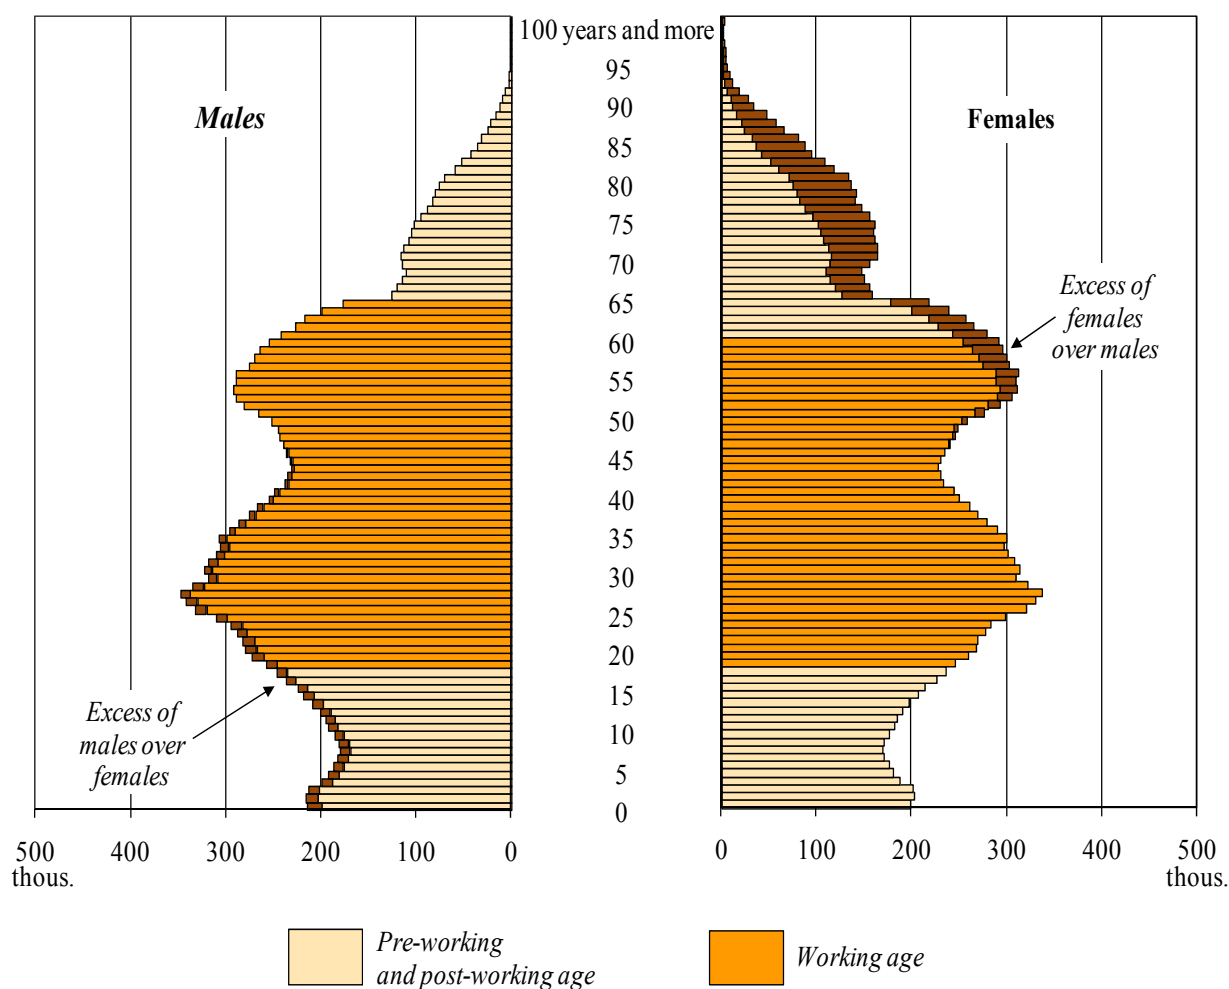 100 years and more
95
90
85
80
75
70
65
60
55
50
45
40
35
30
25
20
15
10
5
0
Males
Females
Excess of
females
over males
Excess of
males over
females
500 400 300 200 100 0
thous.
0 100 200 300 400 500
thous.
Pre-working
and post-working age
Working age